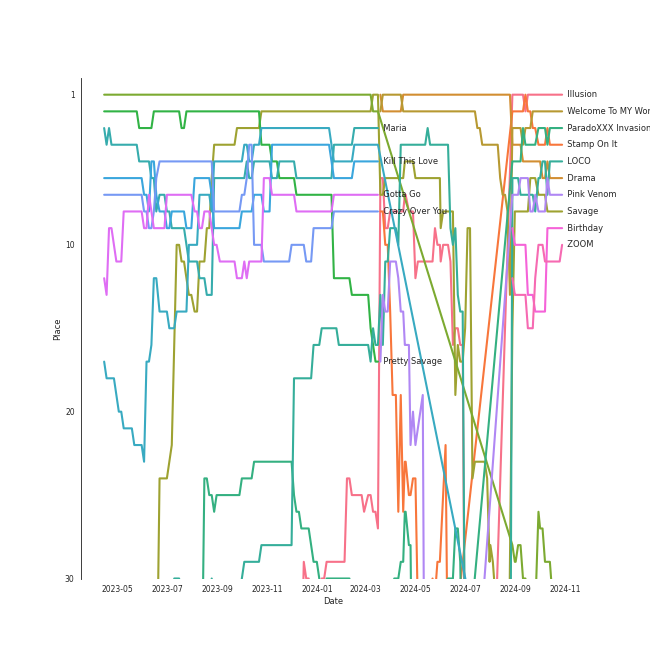 1
Illusion
Welcome To MY Wor
ParadoXXX Invasion
Maria
Stamp On It
Kill This Love
LOCO
Drama
Gotta Go
Pink Venom
Crazy Over You
Savage
Birthday
10
ZOOM
Place
Pretty Savage
20
30
2023-05
2023-07
2023-09
2023-11
2024-01
2024-03
2024-05
2024-07
2024-09
2024-11
Date